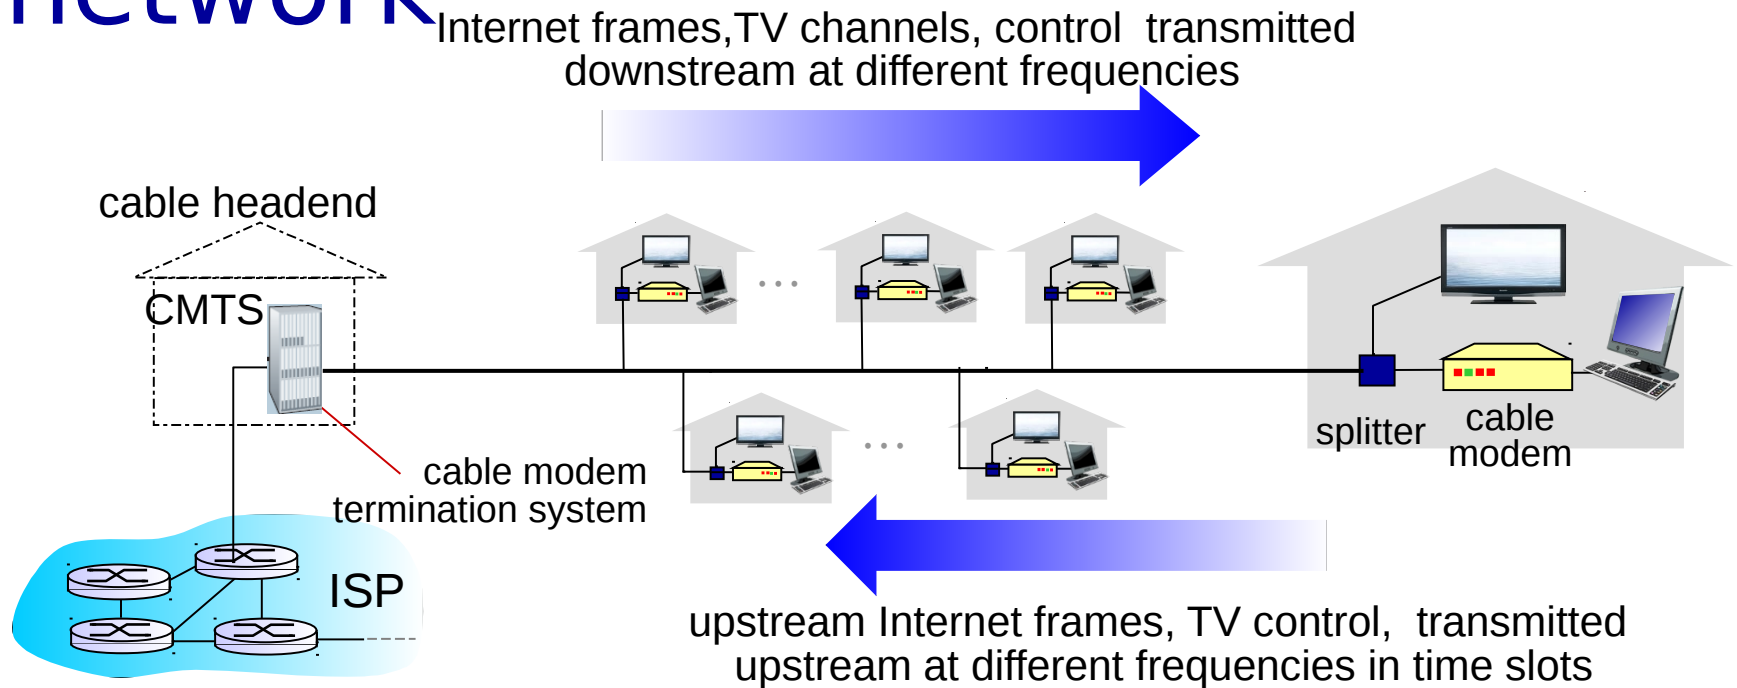 network
Internet frames,TV channels, control transmitted
downstream at different frequencies
cable headend
CMTS
splitter
cable
modem
cable modem
termination system
ISP
upstream Internet frames, TV control, transmitted
upstream at different frequencies in time slots